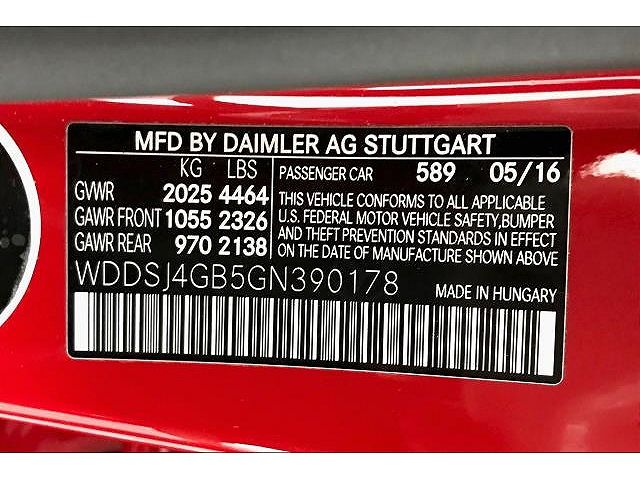 MFD BY DAIMLER AG STUTTGART
KG LBS
GVWR 2025 4464
GAWR FRONT 1055 2326
GAWR REAR 970 2138
PASSENGER CAR 589 05/16
THIS VEHICLE CONFORMS TO ALL APPLICABLE
U.S. FEDERAL MOTOR VEHICLE SAFETY,BUMPER
AND THEFT PREVENTION STANDARDS IN EFFECT
ON THE DATE OF MANUFACTURE SHOWN ABOVE.
WDDSJ4GB5GN390178
MADE IN HUNGARY